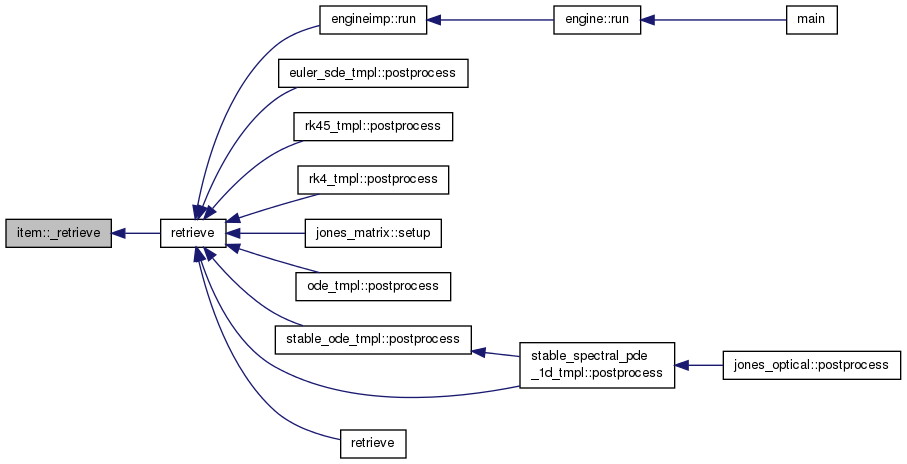 engineimp::run
engine::run
main
euler_sde_tmpl::postprocess
rk45_tmpl::postprocess
rk4_tmpl::postprocess
item::_retrieve
retrieve
jones_matrix::setup
ode_tmpl::postprocess
stable_ode_tmpl::postprocess
stable_spectral_pde
_1d_tmpl::postprocess
jones_optical::postprocess
retrieve